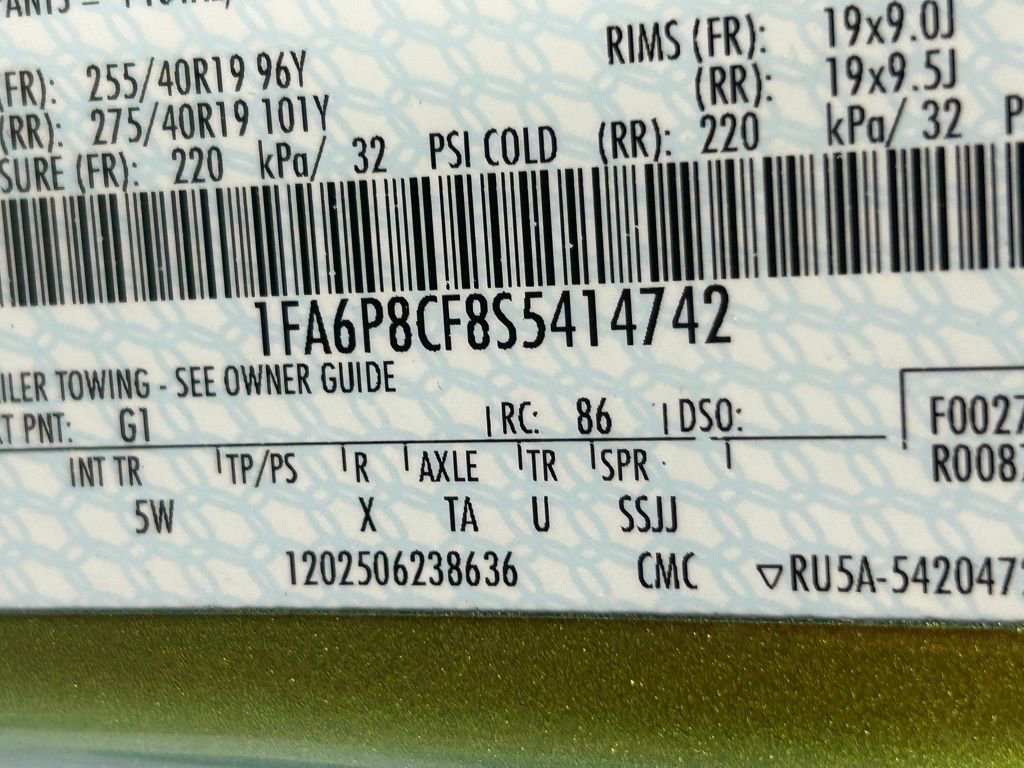 (FR): 255/40R19 96Y RIMS (FR): 19x9.0J
(RR): 275/40R19 101Y (RR): 19x9.5J
SURE (FR): 220 kPa/ 32 PSI COLD (RR): 220 kPa/ 32 P
1FA6P8CF8S5414742
ILER TOWING - SEE OWNER GUIDE
T PNT: G1 RC: 86 DSO: F0027
INT TR TP/PS R AXLE TR SPR R008
5W X TA U SSJJ
1202506238636 CMC ▽RU5A-542047